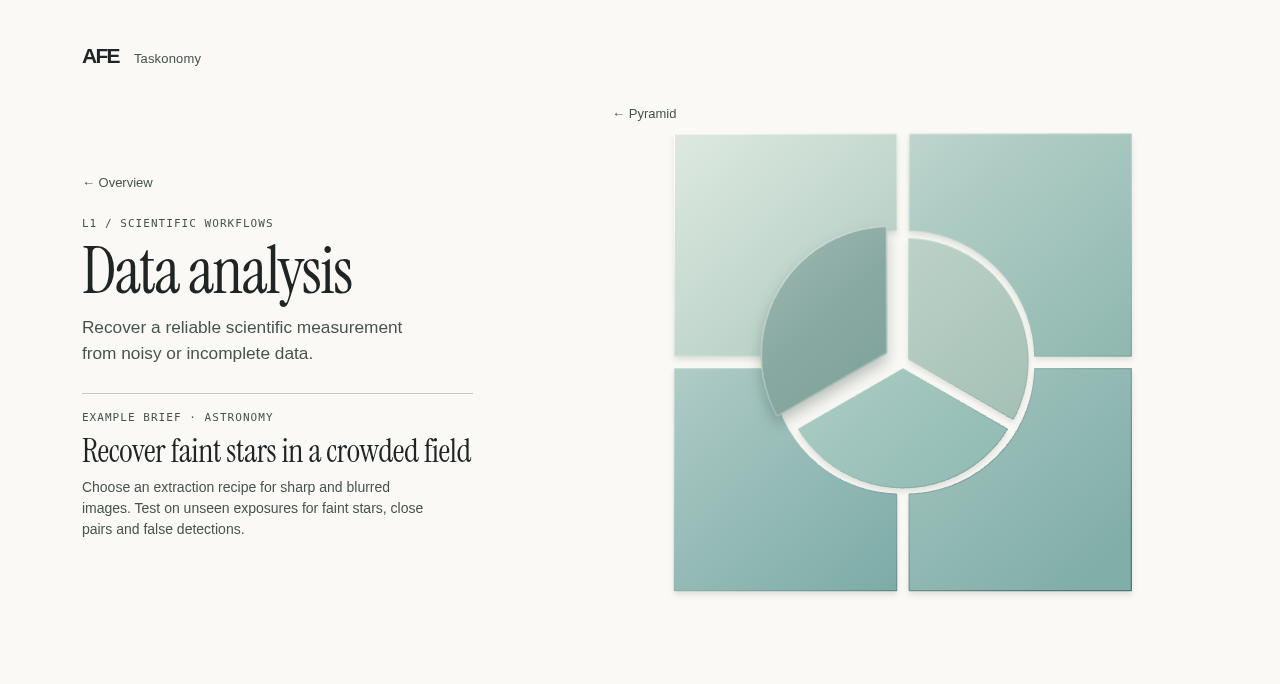 AFE Taskonomy
← Pyramid
← Overview
L1 / SCIENTIFIC WORKFLOWS
Data analysis
Recover a reliable scientific measurement
from noisy or incomplete data.
EXAMPLE BRIEF · ASTRONOMY
Recover faint stars in a crowded field
Choose an extraction recipe for sharp and blurred
images. Test on unseen exposures for faint stars, close
pairs and false detections.